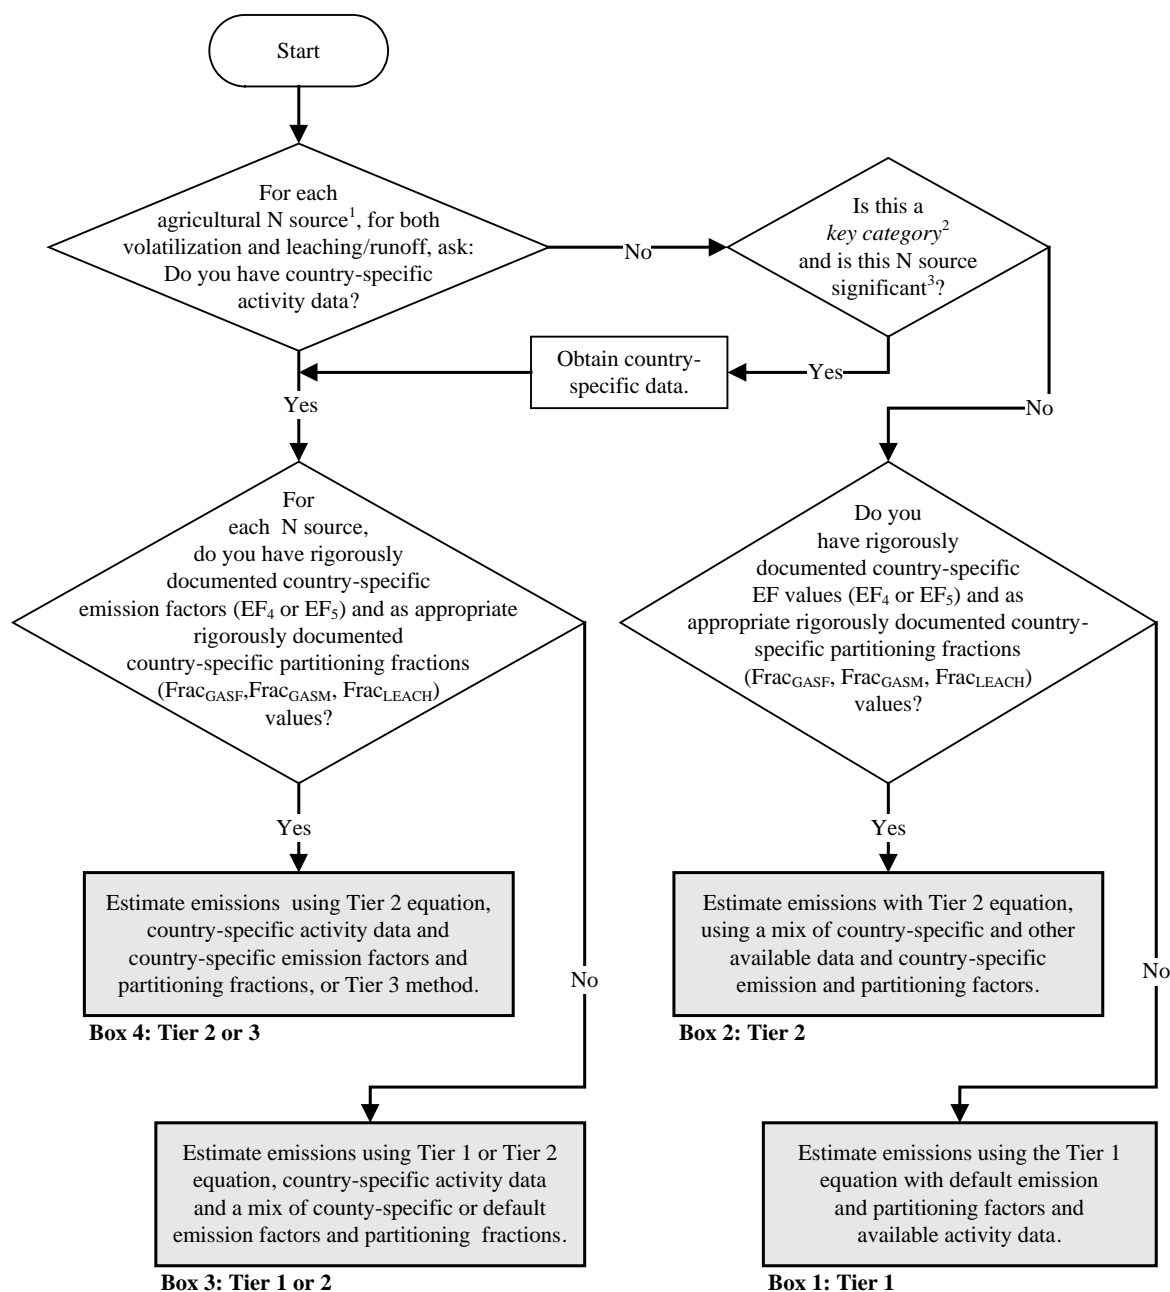 Start
For each
agricultural N source1, for both
volatilization and leaching/runoff, ask:
Do you have country-specific
activity data?
No
Is this a
key category2
and is this N source
significant3?
Obtain country-
specific data.
Yes
Yes
No
For
each N source,
do you have rigorously
documented country-specific
emission factors (EF4 or EF5) and as appropriate
rigorously documented
country-specific partitioning fractions
(FracGASF,FracGASM, FracLEACH)
values?
Do you
have rigorously
documented country-specific
EF values (EF4 or EF5) and as
appropriate rigorously documented country-
specific partitioning fractions
(FracGASF, FracGASM, FracLEACH)
values?
Yes
Yes
Estimate emissions using Tier 2 equation,
country-specific activity data and
country-specific emission factors and
partitioning fractions, or Tier 3 method.
Box 4: Tier 2 or 3
No
Estimate emissions with Tier 2 equation,
using a mix of country-specific and other
available data and country-specific
emission and partitioning factors.
Box 2: Tier 2
No
Estimate emissions using Tier 1 or Tier 2
equation, country-specific activity data
and a mix of county-specific or default
emission factors and partitioning fractions.
Box 3: Tier 1 or 2
Estimate emissions using the Tier 1
equation with default emission
and partitioning factors and
available activity data.
Box 1: Tier 1